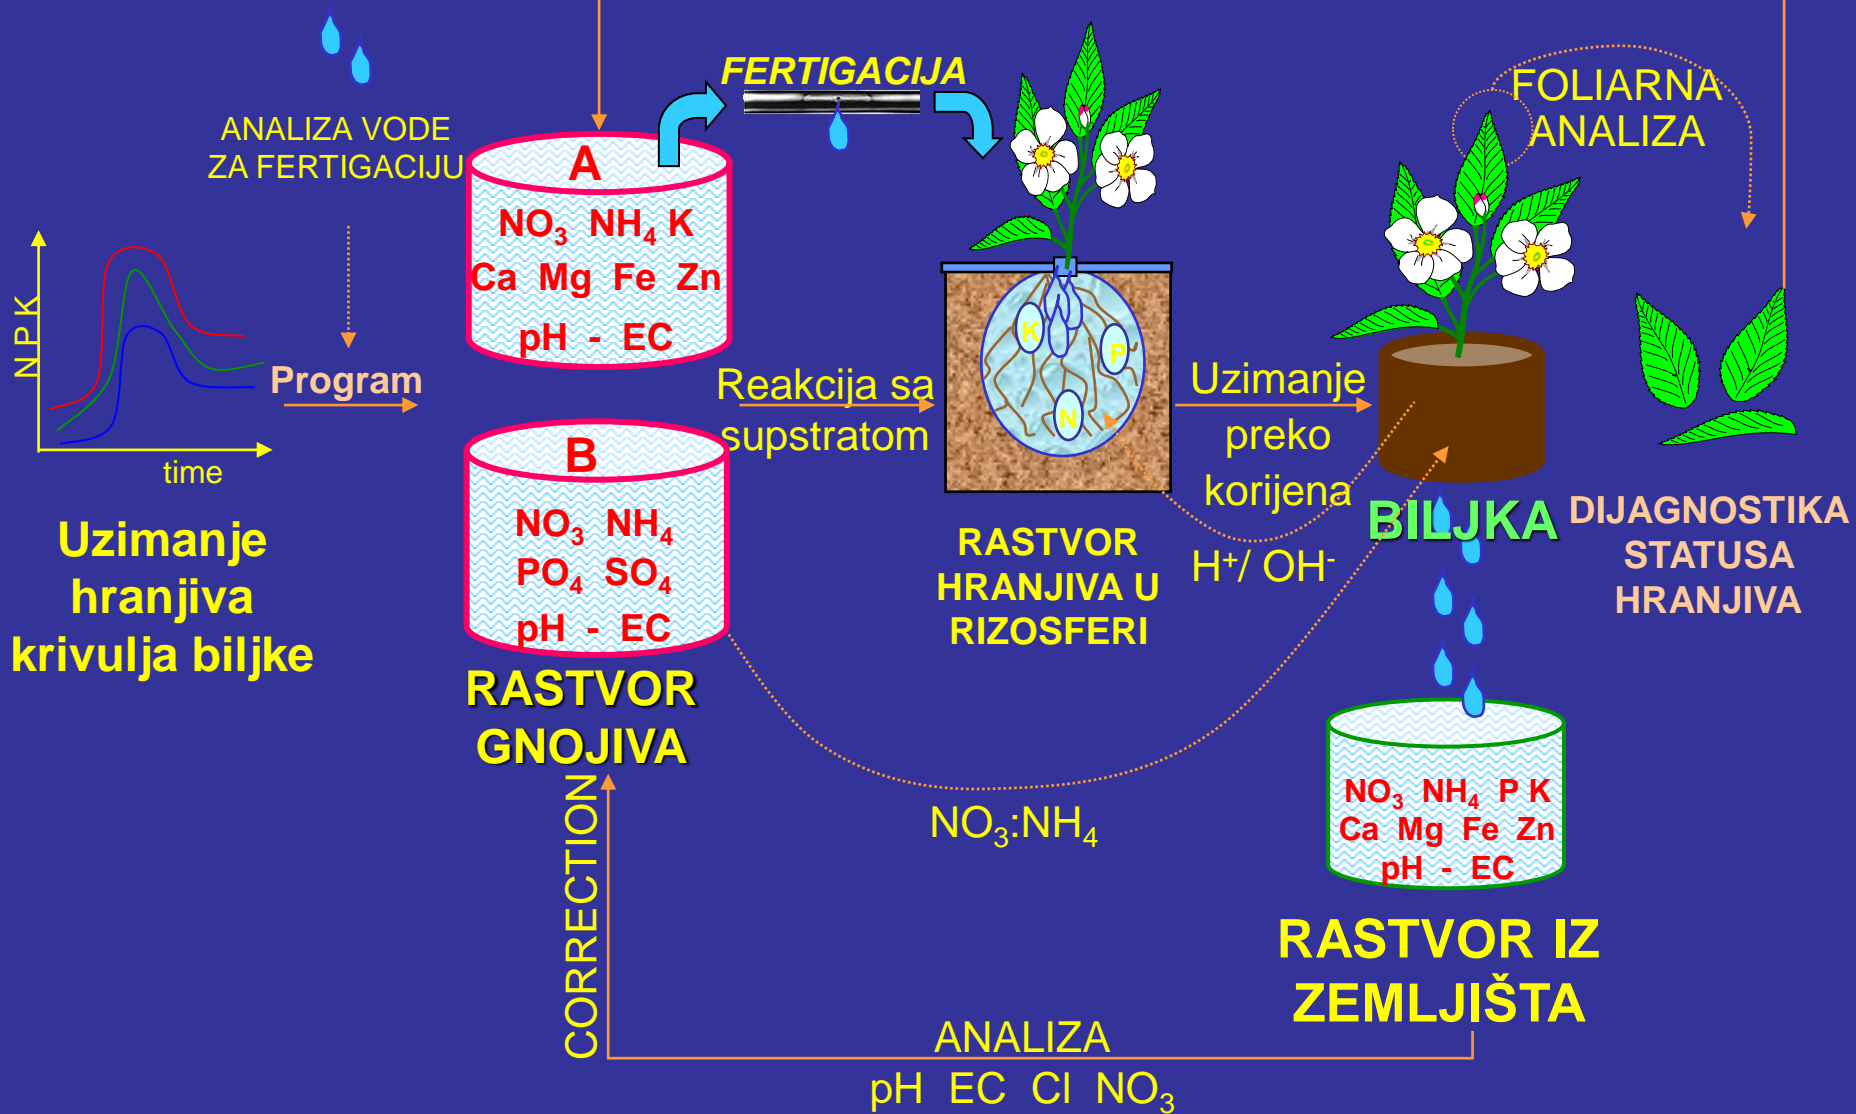 FERTIGACIJA
FOLIARNA
ANALIZA
ANALIZA VODE
ZA FERTIGACIJU
A
NO₃ NH₄ K
Ca Mg Fe Zn
pH - EC
N P K
time
Program
Uzimanje
hranjiva
krivulja biljke
B
NO₃ NH₄
PO₄ SO₄
pH - EC
RASTVOR
GNOJIVA
Reakcija sa
supstratom
K
P
N
RASTVOR
HRANJIVA U
RIZOSFERI
Uzimanje
preko
korijena
H⁺/ OH⁻
BILJKA
DIJAGNOSTIKA
STATUSA
HRANJIVA
NO₃:NH₄
NO₃ NH₄ P K
Ca Mg Fe Zn
pH - EC
RASTVOR IZ
ZEMLJIŠTA
CORRECTION
ANALIZA
pH EC Cl NO₃